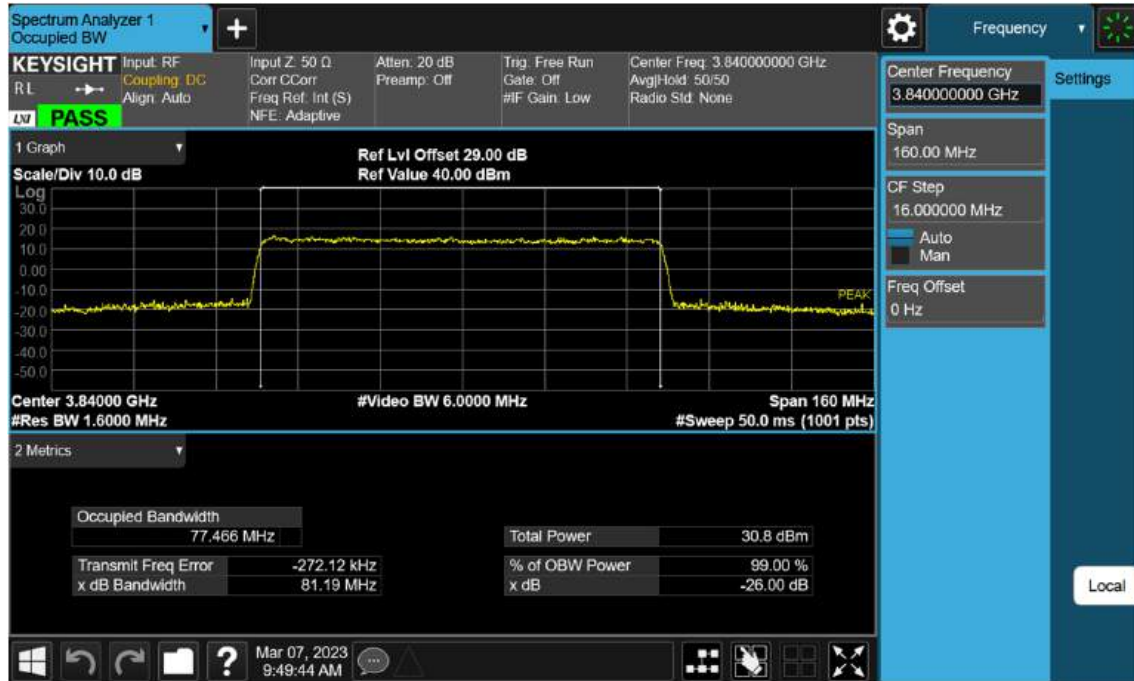 Spectrum Analyzer 1
Occupied BW
Frequency
KEYSIGHT
R L
LXI PASS
Input: RF
Coupling: DC
Align: Auto
Input Z: 50 Ω
Corr CCorr
Freq Ref: Int (S)
NFE: Adaptive
Atten: 20 dB
Preamp: Off
Trig: Free Run
Gate: Off
#IF Gain: Low
Center Freq: 3.840000000 GHz
Avg|Hold: 50/50
Radio Std: None
Center Frequency
3.840000000 GHz
Settings
Span
160.00 MHz
CF Step
16.000000 MHz
Auto
Man
Freq Offset
0 Hz
Local
1 Graph
Scale/Div 10.0 dB
Ref Lvl Offset 29.00 dB
Ref Value 40.00 dBm
Log
30.0
20.0
10.0
0.00
-10.0
-20.0
-30.0
-40.0
-50.0
PEAK
Center 3.84000 GHz
#Video BW 6.0000 MHz
Span 160 MHz
#Res BW 1.6000 MHz
#Sweep 50.0 ms (1001 pts)
2 Metrics
Occupied Bandwidth
77.466 MHz
Total Power 30.8 dBm
Transmit Freq Error -272.12 kHz
% of OBW Power 99.00 %
x dB Bandwidth 81.19 MHz
x dB -26.00 dB
?
Mar 07, 2023
9:49:44 AM